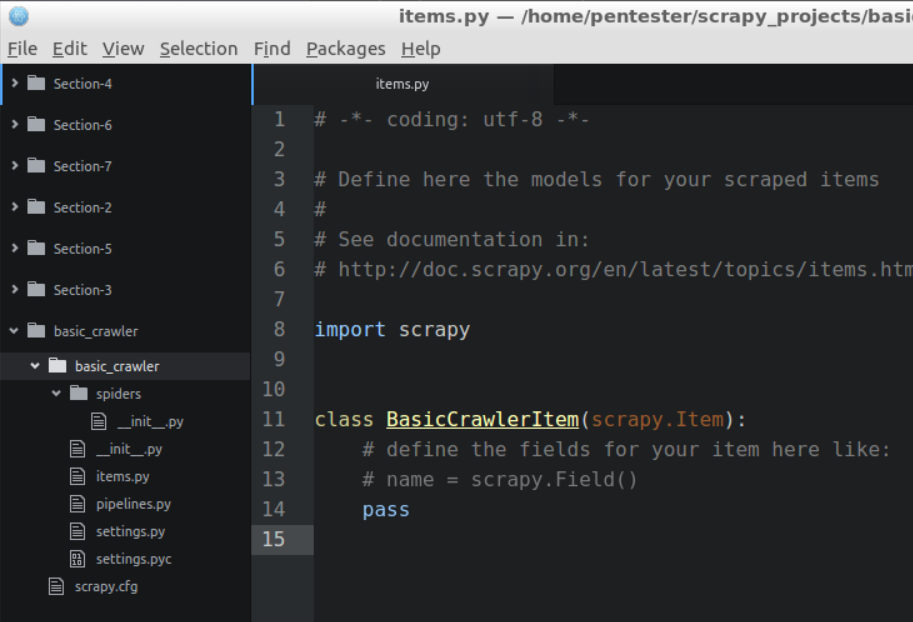 items.py — /home/pentester/scrapy_projects/basi
File Edit View Selection Find Packages Help
Section-4
Section-6
Section-7
Section-2
Section-5
Section-3
basic_crawler
basic_crawler
spiders
__init__.py
__init__.py
items.py
pipelines.py
settings.py
settings.pyc
scrapy.cfg
items.py
1 # -*- coding: utf-8 -*-
2
3 # Define here the models for your scraped items
4 #
5 # See documentation in:
6 # http://doc.scrapy.org/en/latest/topics/items.htm
7
8 import scrapy
9
10
11 class BasicCrawlerItem(scrapy.Item):
12     # define the fields for your item here like:
13     # name = scrapy.Field()
14     pass
15